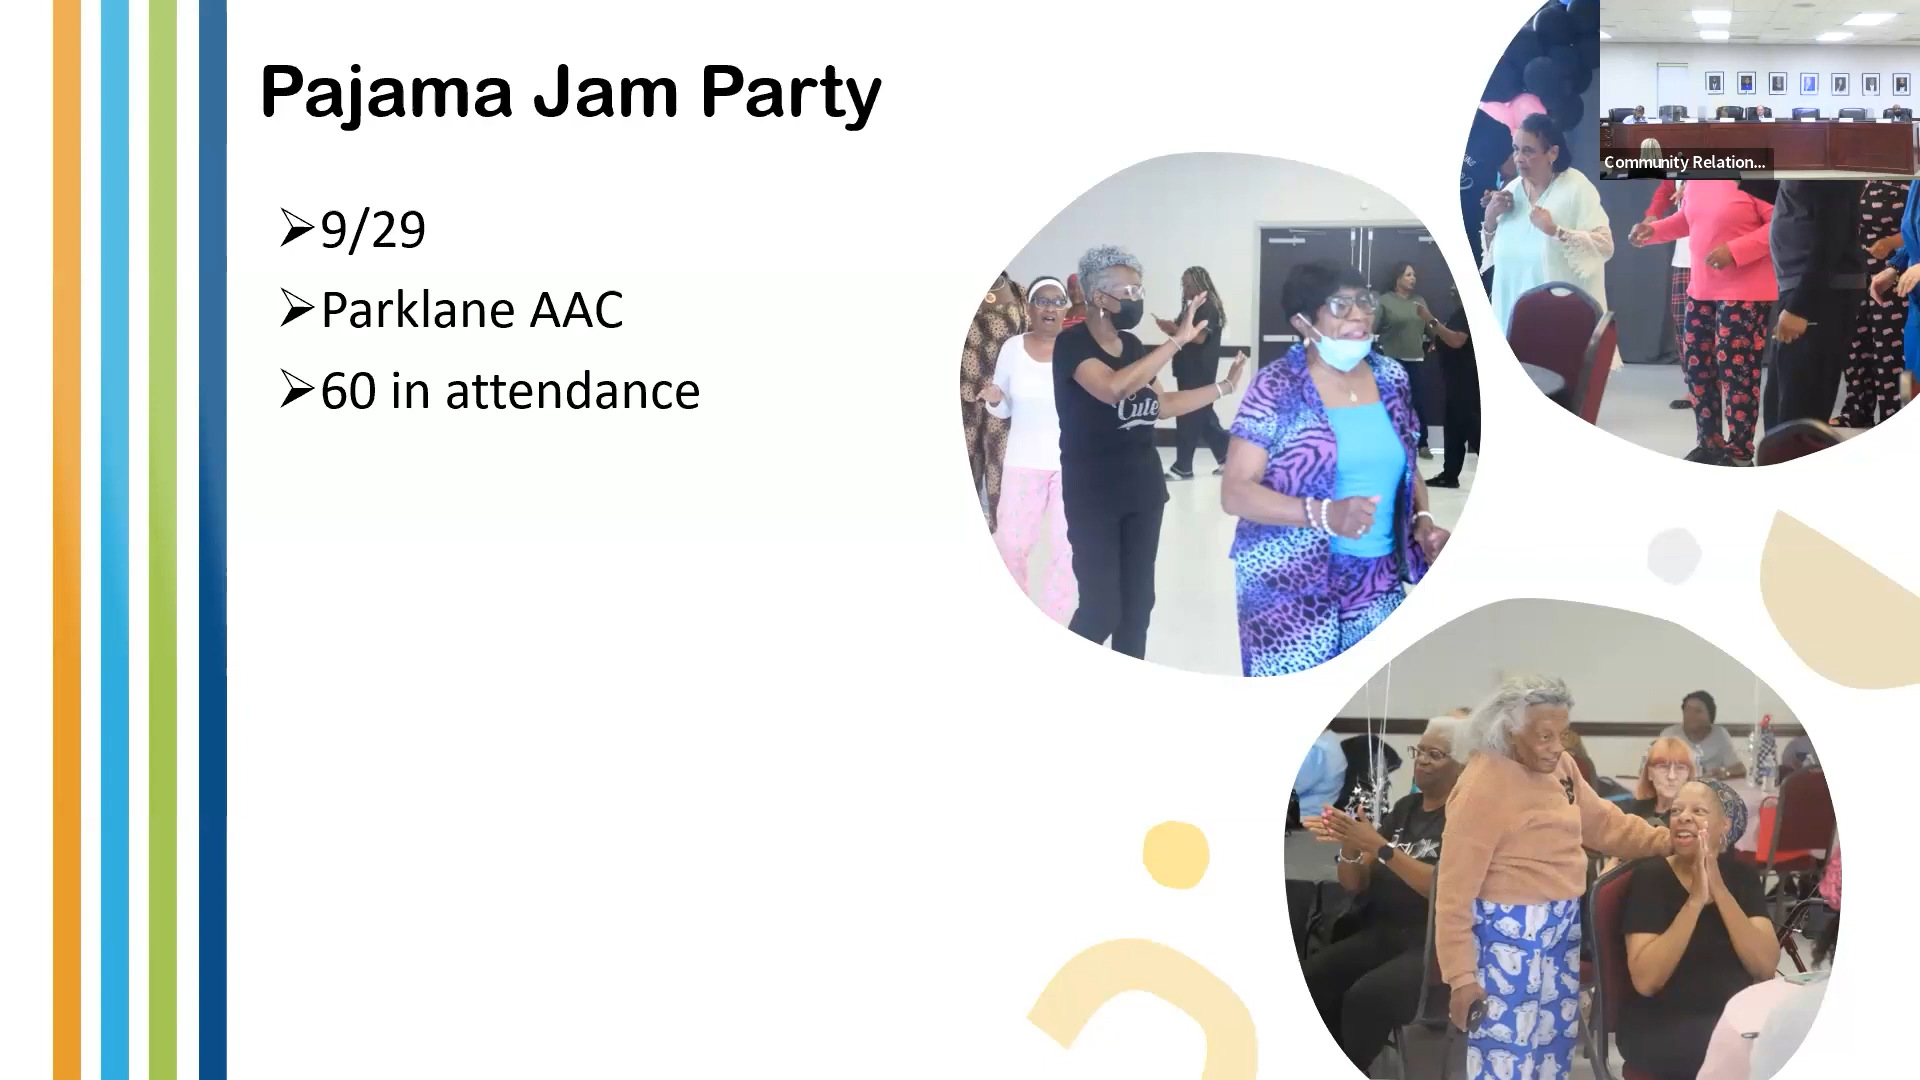 Pajama Jam Party
➢9/29
➢Parklane AAC
➢60 in attendance
Community Relation...
Cute